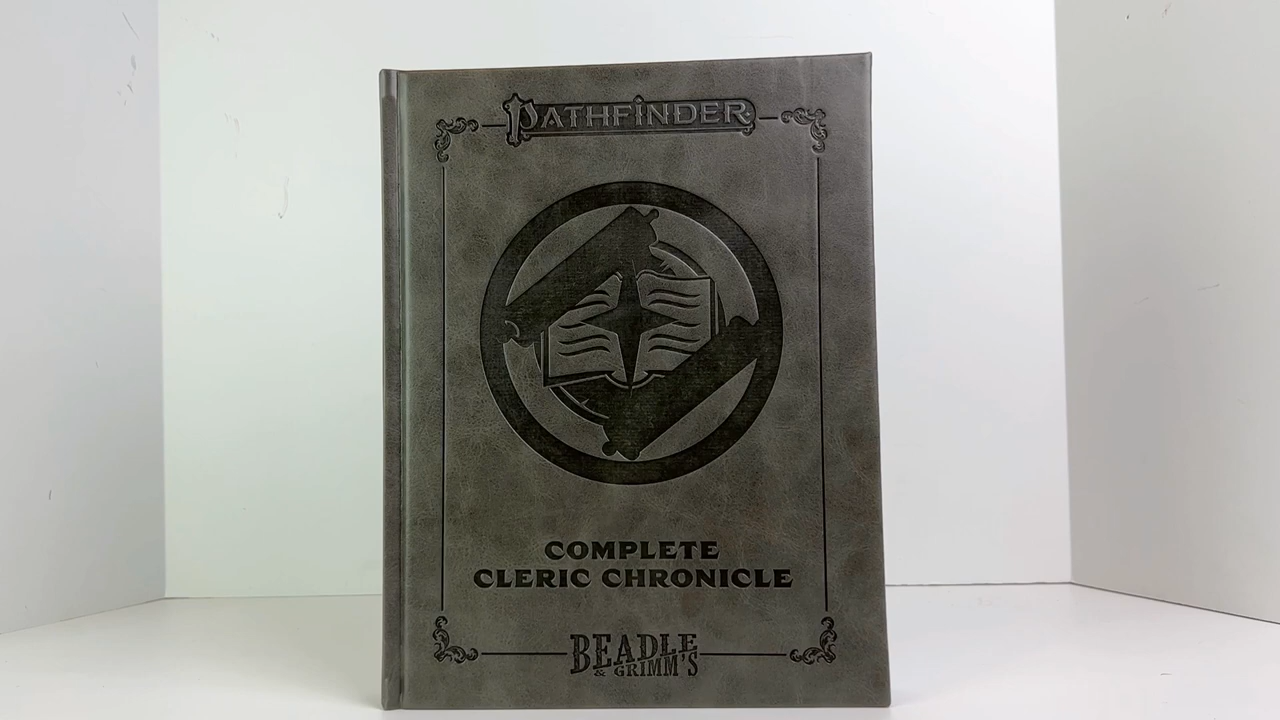 PATHFINDER
COMPLETE
CLERIC CHRONICLE
BEADLE
& GRIMM'S